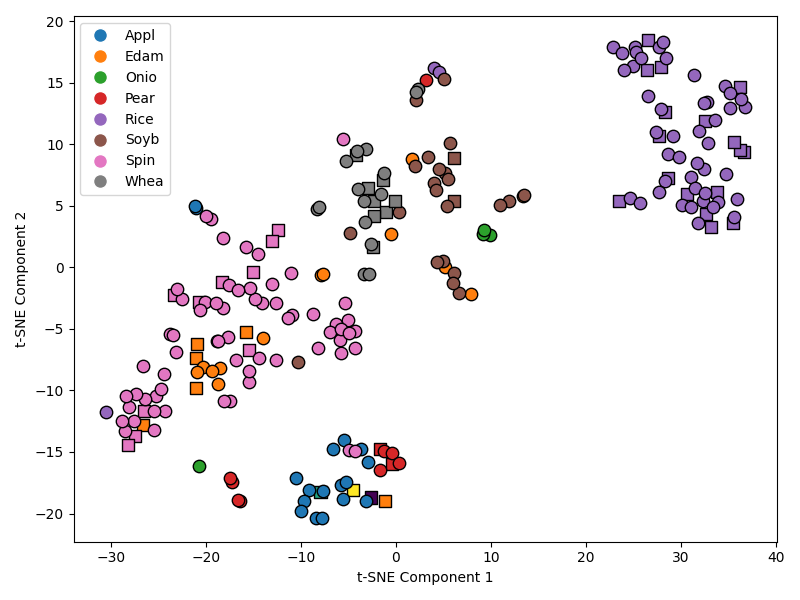 Appl
Edam
Onio
Pear
Rice
Soyb
Spin
Whea
20
15
10
5
0
−5
−10
−15
−20
t-SNE Component 2
−30
−20
−10
0
10
20
30
40
t-SNE Component 1